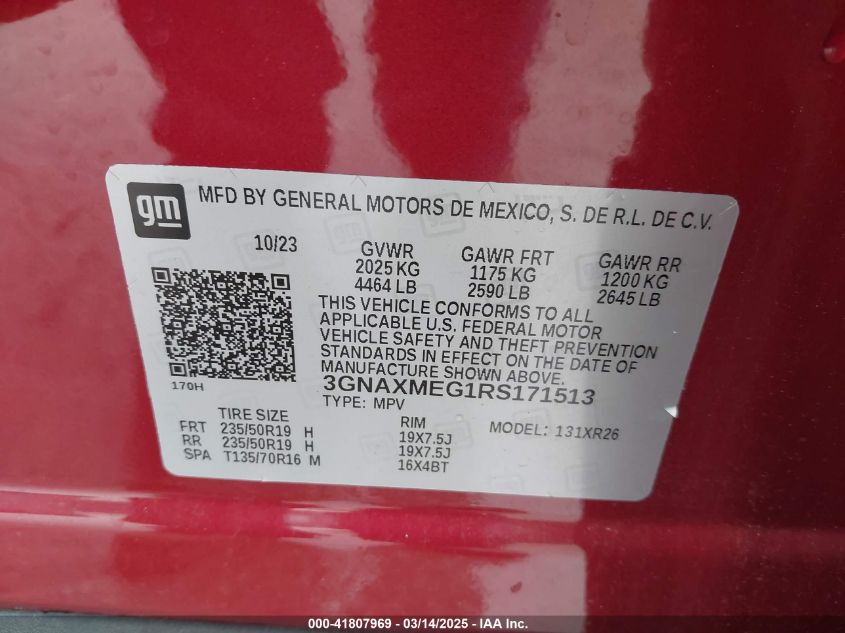 gm
MFD BY GENERAL MOTORS DE MEXICO, S. DE R.L. DE C.V.
10/23 GVWR GAWR FRT GAWR RR
2025 KG 1175 KG 1200 KG
4464 LB 2590 LB 2645 LB
THIS VEHICLE CONFORMS TO ALL
APPLICABLE U.S. FEDERAL MOTOR
VEHICLE SAFETY AND THEFT PREVENTION
STANDARDS IN EFFECT ON THE DATE OF
MANUFACTURE SHOWN ABOVE.
170H 3GNAXMEG1RS171513
TYPE: MPV
TIRE SIZE RIM MODEL: 131XR26
FRT 235/50R19 H 19X7.5J
RR 235/50R19 H 19X7.5J
SPA T135/70R16 M 16X4BT
000-41807969 | 03/14/2025 | IAAI.COM